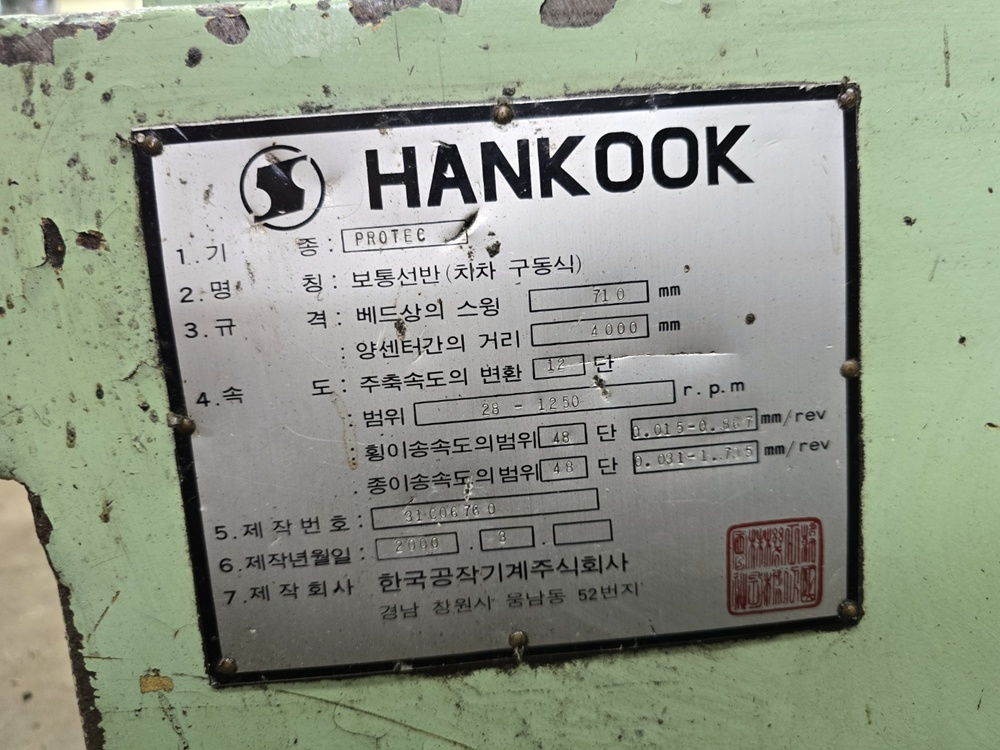 HANKOOK
1. 기 종 : PROTEC
2. 명 칭 : 보통선반 (치차 구동식)
3. 규 격 : 베드상의 스윙 710 mm
: 양센터간의 거리 4000 mm
4. 속 도 : 주축속도의 변환 12 단
: 범위 28 - 1250 r.p.m
: 횡이송속도의범위 48 단 0.015-0.867 mm/rev
: 종이송속도의범위 48 단 mm/rev
5. 제작번호 : 3100676 0
6. 제작년월일 : 2000 . 3 .
7. 제작회사 한국공작기계주식회사
경남 창원시 웅남동 52번지